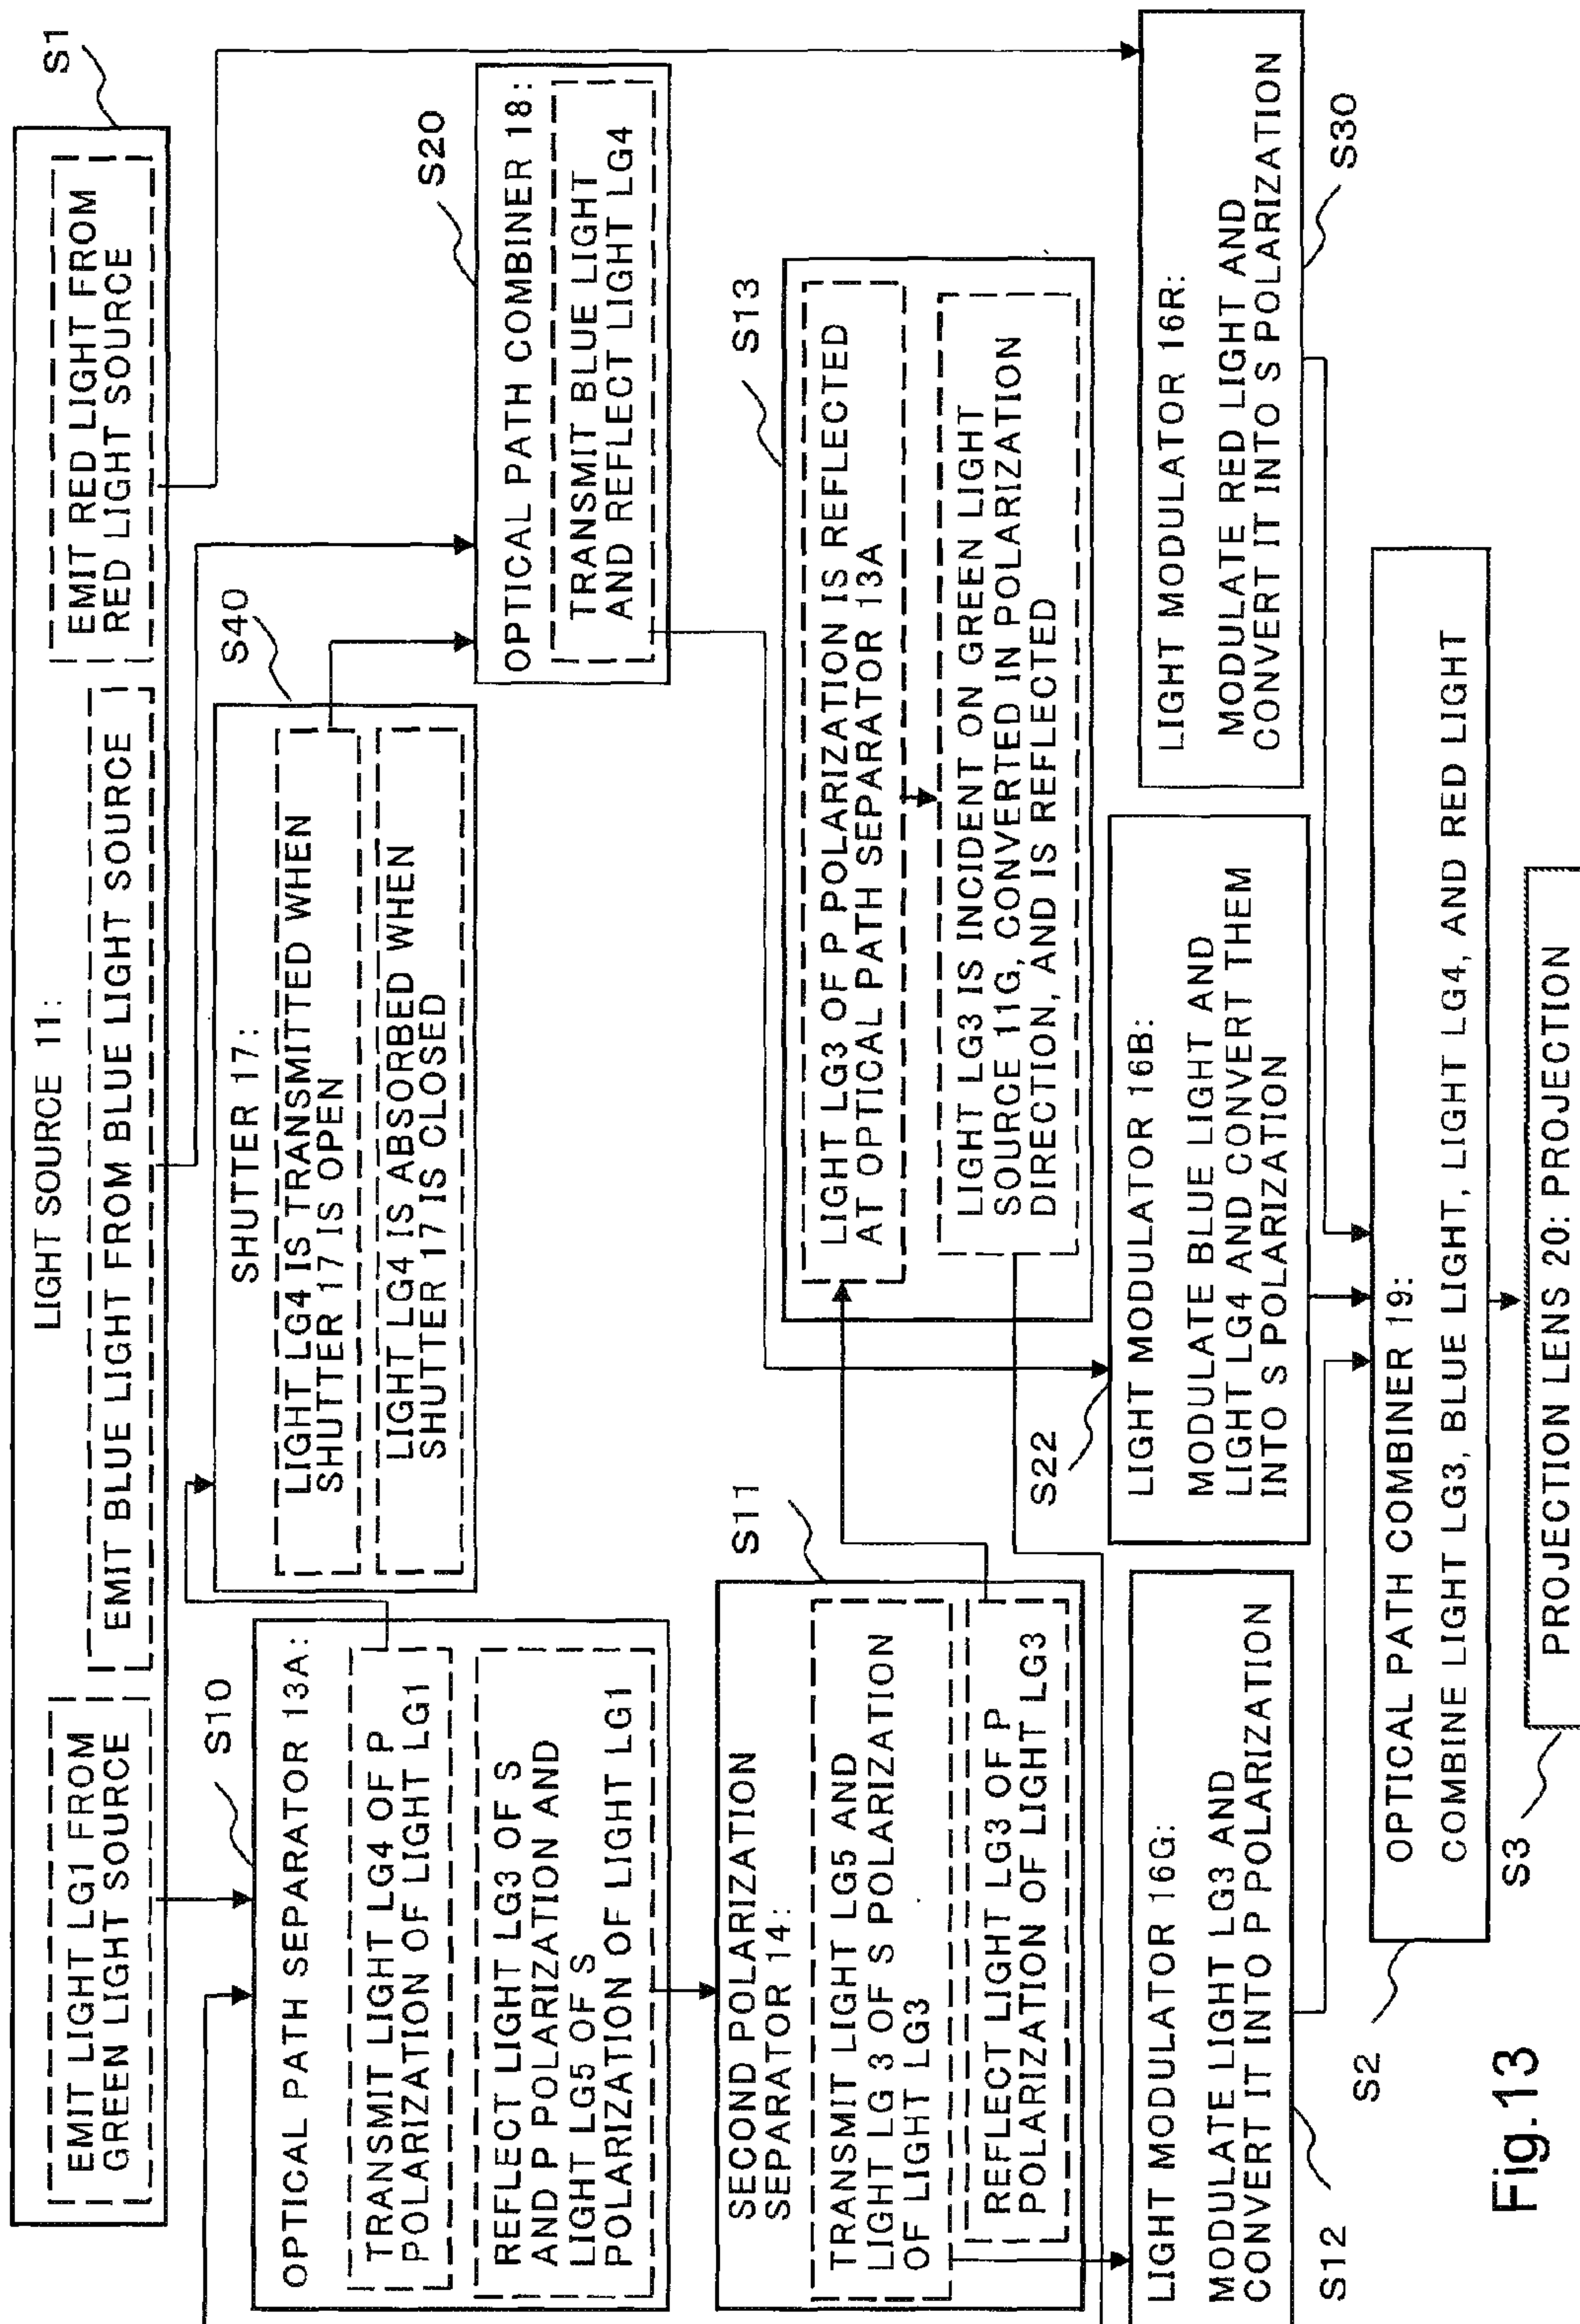 LIGHT SOURCE 11:
S1
EMIT LIGHT LG1 FROM
GREEN LIGHT SOURCE
EMIT BLUE LIGHT FROM BLUE LIGHT SOURCE
EMIT RED LIGHT FROM
RED LIGHT SOURCE
S10
OPTICAL PATH SEPARATOR 13A:
TRANSMIT LIGHT LG4 OF P
POLARIZATION OF LIGHT LG1
REFLECT LIGHT LG3 OF S
AND P POLARIZATION AND
LIGHT LG5 OF S
POLARIZATION OF LIGHT LG1
S40
SHUTTER 17:
LIGHT LG4 IS TRANSMITTED WHEN
SHUTTER 17 IS OPEN
LIGHT LG4 IS ABSORBED WHEN
SHUTTER 17 IS CLOSED
S20
OPTICAL PATH COMBINER 18:
TRANSMIT BLUE LIGHT
AND REFLECT LIGHT LG4
S11
SECOND POLARIZATION
SEPARATOR 14:
TRANSMIT LIGHT LG5 AND
LIGHT LG 3 OF S POLARIZATION
OF LIGHT LG3
REFLECT LIGHT LG3 OF P
POLARIZATION OF LIGHT LG3
S13
LIGHT LG3 OF P POLARIZATION IS REFLECTED
AT OPTICAL PATH SEPARATOR 13A
LIGHT LG3 IS INCIDENT ON GREEN LIGHT
SOURCE 11G, CONVERTED IN POLARIZATION
DIRECTION, AND IS REFLECTED
LIGHT MODULATOR 16G:
MODULATE LIGHT LG3 AND
CONVERT IT INTO P POLARIZATION
S12
S22
LIGHT MODULATOR 16B:
MODULATE BLUE LIGHT AND
LIGHT LG4 AND CONVERT THEM
INTO S POLARIZATION
LIGHT MODULATOR 16R:
MODULATE RED LIGHT AND
CONVERT IT INTO S POLARIZATION
S30
S2
OPTICAL PATH COMBINER 19:
COMBINE LIGHT LG3, BLUE LIGHT, LIGHT LG4, AND RED LIGHT
S3
PROJECTION LENS 20: PROJECTION
Fig.13